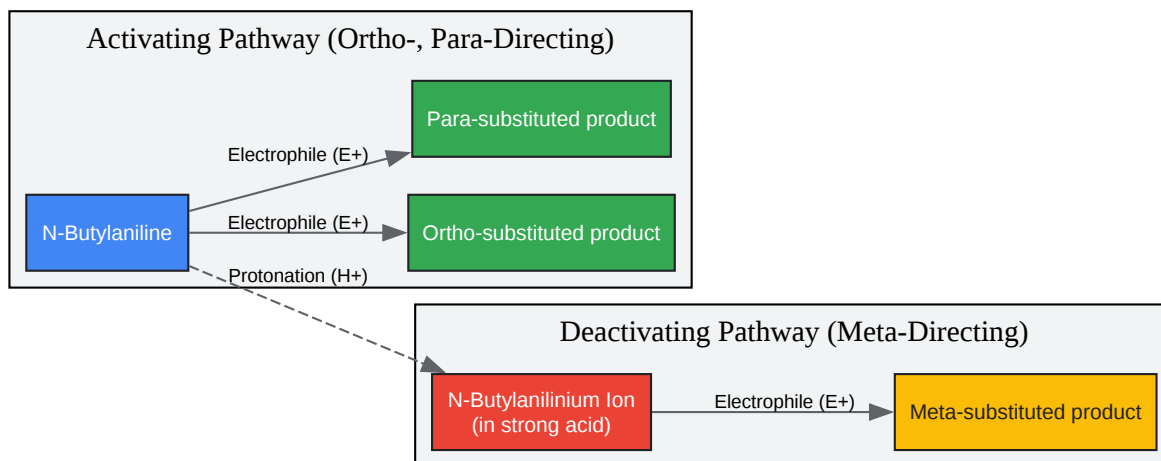 Activating Pathway (Ortho-, Para-Directing)
Para-substituted product
Electrophile (E+)
N-Butylaniline
Electrophile (E+)
Ortho-substituted product
Protonation (H+)
Deactivating Pathway (Meta-Directing)
N-Butylanilinium Ion
(in strong acid)
Electrophile (E+)
Meta-substituted product